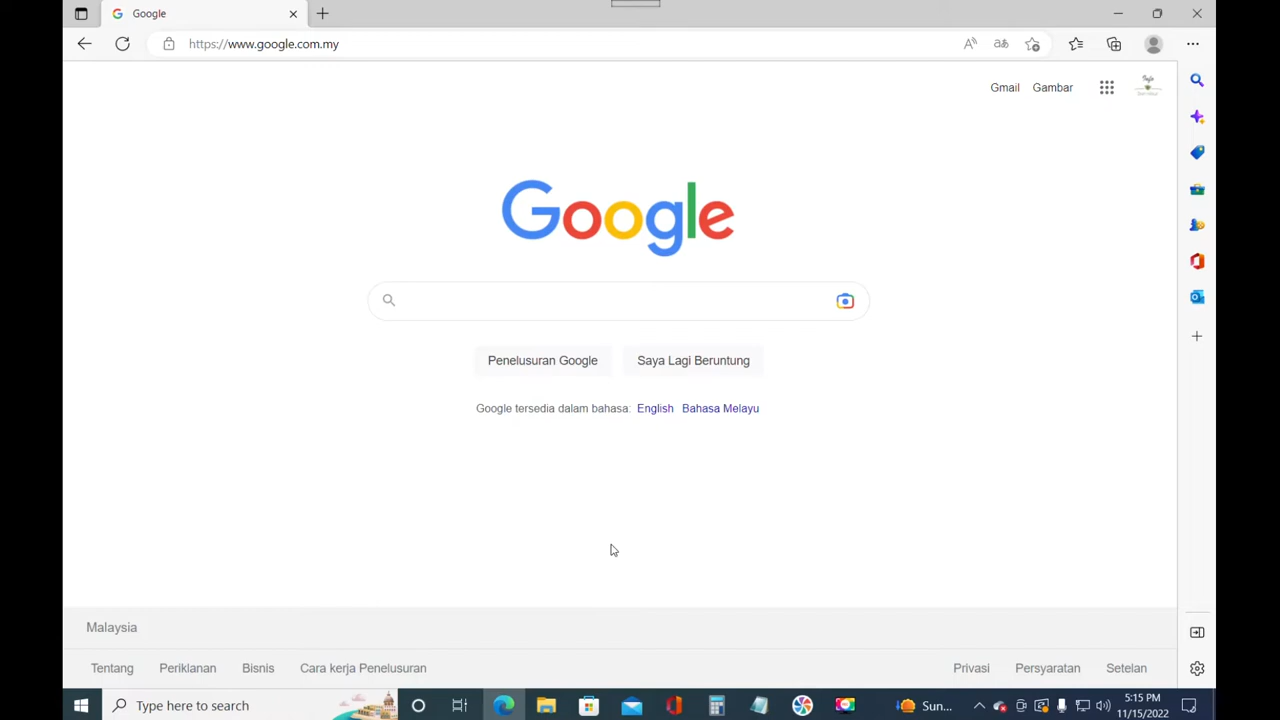 Google
https://www.google.com.my
Gmail Gambar
Google
Penelusuran Google Saya Lagi Beruntung
Google tersedia dalam bahasa: English Bahasa Melayu
Malaysia
Tentang Periklanan Bisnis Cara kerja Penelusuran Privasi Persyaratan Setelan
Type here to search Sun... 5:15 PM
11/15/2022